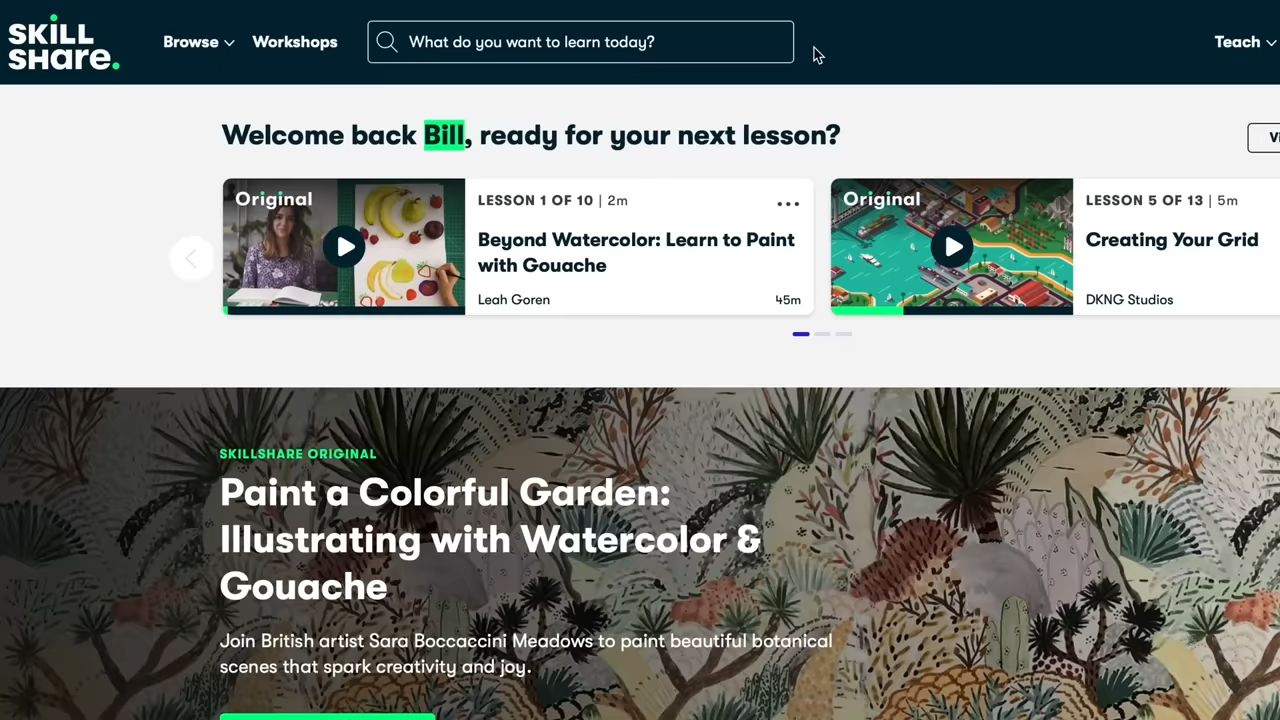 SKILL
SHARE.
Browse
Workshops
What do you want to learn today?
Teach
Welcome back Bill, ready for your next lesson?
Original
LESSON 1 OF 10 | 2m
Beyond Watercolor: Learn to Paint
with Gouache
Leah Goren
45m
Original
LESSON 5 OF 13 | 5m
Creating Your Grid
DKNG Studios
SKILLSHARE ORIGINAL
Paint a Colorful Garden:
Illustrating with Watercolor &
Gouache
Join British artist Sara Boccaccini Meadows to paint beautiful botanical
scenes that spark creativity and joy.